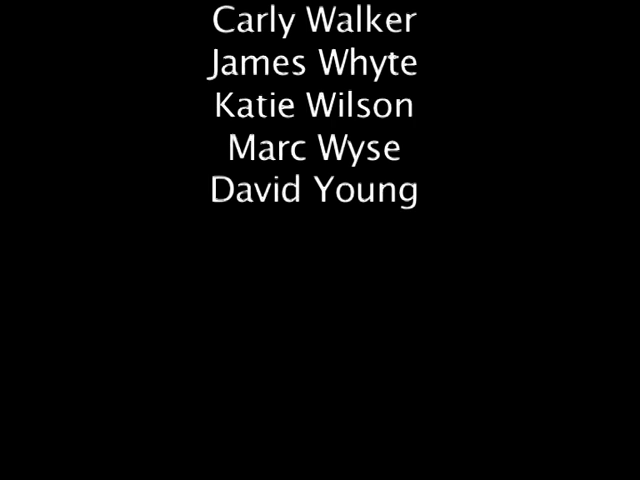 Carly Walker
James Whyte
Katie Wilson
Marc Wyse
David Young